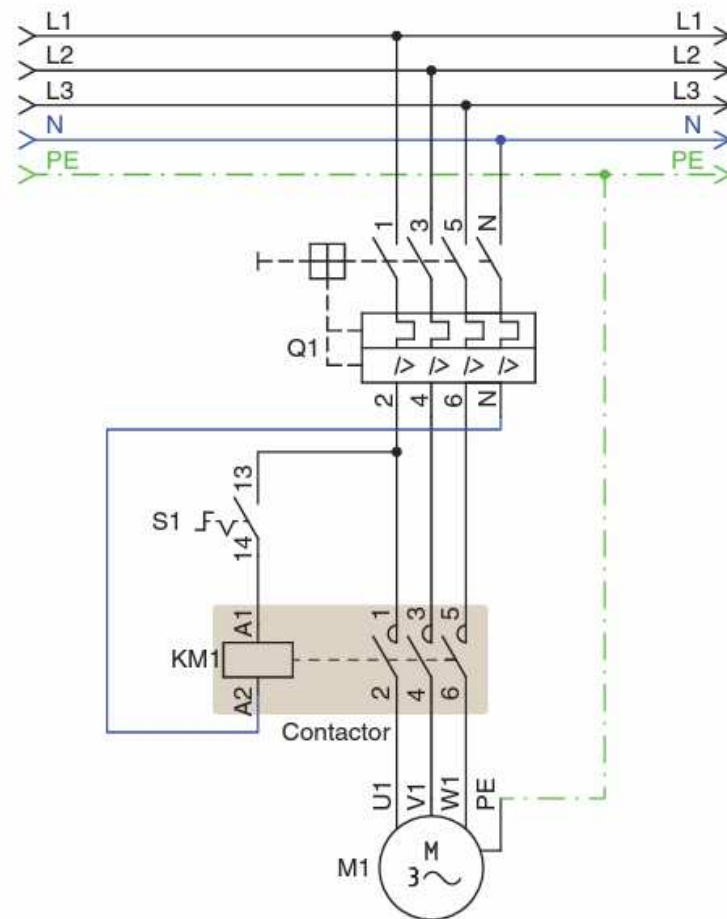 L1 L1
L2 L2
L3 L3
N N
PE PE
1 3 5 N
Q1
I> I> I> I>
2 4 6 N
13
S1
14
A1 1 3 5
KM1
A2 2 4 6
Contactor
U1 V1 W1 PE
M1
M
3~